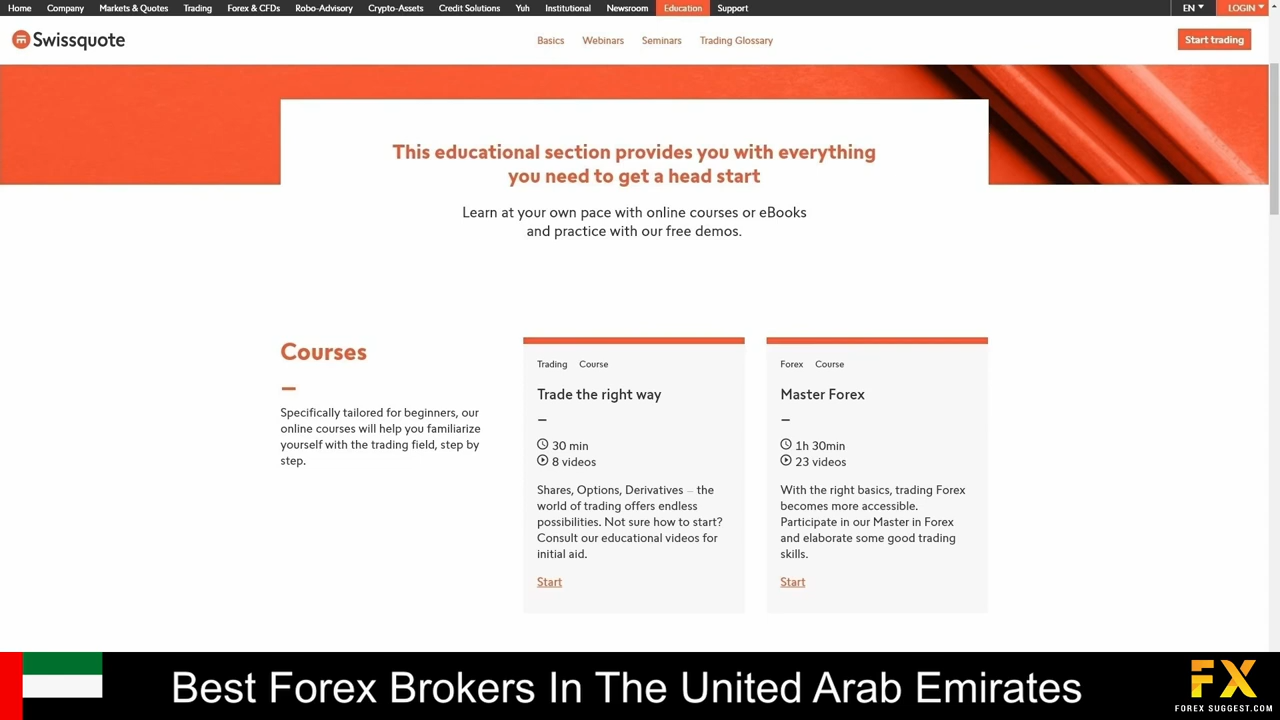 Home Company Markets & Quotes Trading Forex & CFDs Robo-Advisory Crypto-Assets Credit Solutions Yuh Institutional Newsroom Education Support EN LOGIN
Swissquote Basics Webinars Seminars Trading Glossary Start trading
This educational section provides you with everything
you need to get a head start
Learn at your own pace with online courses or eBooks
and practice with our free demos.
Courses
Specifically tailored for beginners, our
online courses will help you familiarize
yourself with the trading field, step by
step.
Trading Course
Trade the right way
30 min
8 videos
Shares, Options, Derivatives – the
world of trading offers endless
possibilities. Not sure how to start?
Consult our educational videos for
initial aid.
Start
Forex Course
Master Forex
1h 30min
23 videos
With the right basics, trading Forex
becomes more accessible.
Participate in our Master in Forex
and elaborate some good trading
skills.
Start
Best Forex Brokers In The United Arab Emirates
FX
FOREX SUGGEST.COM